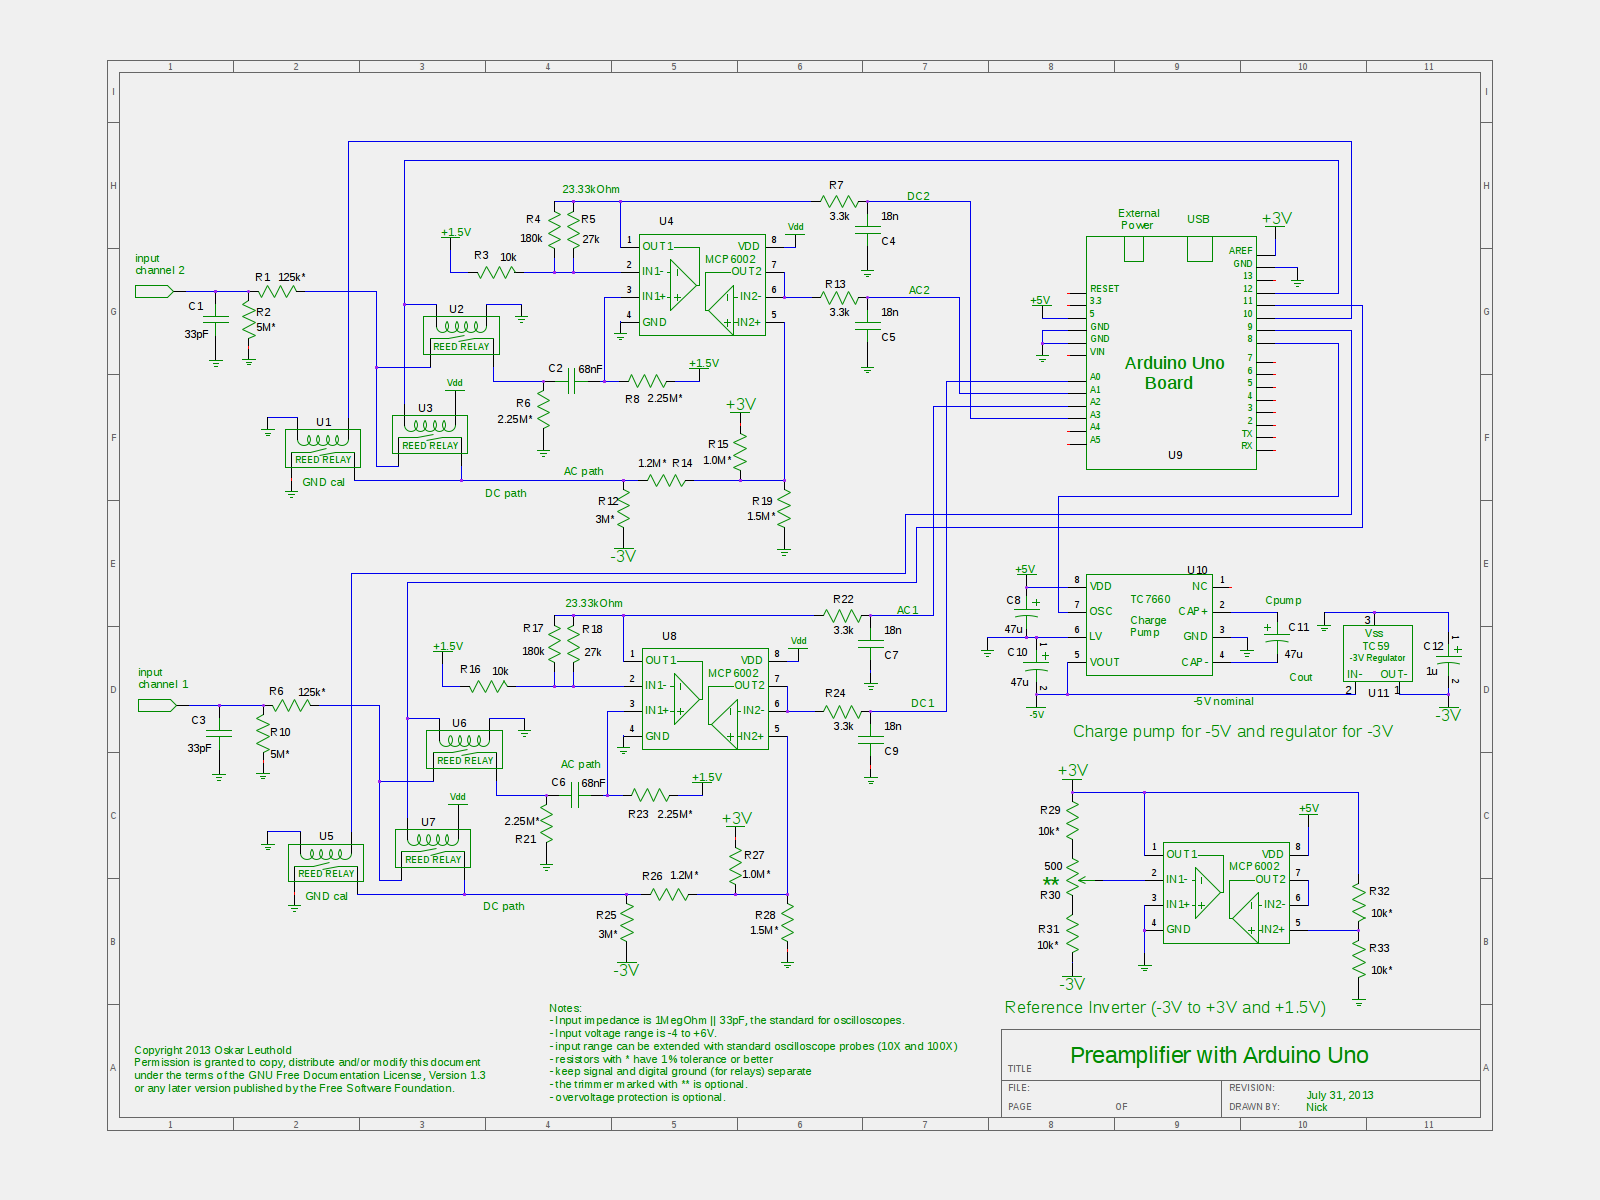 1 2 3 4 5 6 7 8 9 10 11
I I
H H
G G
F F
E E
D D
C C
B B
A A
23.33kOhm
R4
180k
R5
27k
+1.5V
R3 10k
U4
1 OUT1
2 IN1-
3 IN1+
4 GND
MCP6002
VDD 8
OUT2 7
IN2- 6
IN2+ 5
Vdd
R7
3.3k
DC2
18n
C4
R13
3.3k
AC2
18n
C5
input
channel 2
R1 125k*
C1
33pF
R2
5M*
U2
REED RELAY
Vdd
U3
REED RELAY
U1
REED RELAY
GND cal
C2 68nF
R6
2.25M*
R8 2.25M*
+1.5V
+3V
R15
1.0M*
AC path
DC path
1.2M* R14
R12
3M*
-3V
R19
1.5M*
External
Power
USB
+3V
+5V
RESET
3.3
5
GND
GND
VIN
A0
A1
A2
A3
A4
A5
AREF
GND
13
12
11
10
9
8
7
6
5
4
3
2
TX
RX
Arduino Uno
Board
U9
23.33kOhm
R17
180k
R18
27k
+1.5V
R16 10k
U8
1 OUT1
2 IN1-
3 IN1+
4 GND
MCP6002
VDD 8
OUT2 7
IN2- 6
IN2+ 5
Vdd
R22
3.3k
AC1
18n
C7
R24
3.3k
DC1
18n
C9
input
channel 1
R6 125k*
C3
33pF
R10
5M*
U6
REED RELAY
Vdd
U7
REED RELAY
U5
REED RELAY
GND cal
AC path
C6 68nF
2.25M*
R21
R23 2.25M*
+1.5V
+3V
R27
1.0M*
R26 1.2M*
DC path
R25
3M*
-3V
R28
1.5M*
+5V
C8 +
47u
C10 +
47u
1
2
-5V
U10
8 VDD
7 OSC
6 LV
5 VOUT
TC7660
Charge
Pump
NC 1
CAP+ 2
GND 3
CAP- 4
Cpump
+ C11
47u
Cout
-5V nominal
3
Vss
TC59
-3V Regulator
IN- OUT-
2 U11 1
C12 +
1u
1
2
-3V
Charge pump for -5V and regulator for -3V
+3V
R29
10k*
500
**
R30
R31
10k*
-3V
+5V
1 OUT1
2 IN1-
3 IN1+
4 GND
MCP6002
VDD 8
OUT2 7
IN2- 6
IN2+ 5
R32
10k*
R33
10k*
Reference Inverter (-3V to +3V and +1.5V)
Notes:
-Input impedance is 1MegOhm || 33pF, the standard for oscilloscopes.
-Input voltage range is -4 to +6V.
-input range can be extended with standard oscilloscope probes (10X and 100X)
-resistors with * have 1% tolerance or better
-keep signal and digital ground (for relays) separate
-the trimmer marked with ** is optional.
-overvoltage protection is optional.
Copyright 2013 Oskar Leuthold
Permission is granted to copy, distribute and/or modify this document
under the terms of the GNU Free Documentation License, Version 1.3
or any later version published by the Free Software Foundation.
Preamplifier with Arduino Uno
TITLE
FILE:
PAGE OF
REVISION: July 31, 2013
DRAWN BY: Nick
1 2 3 4 5 6 7 8 9 10 11